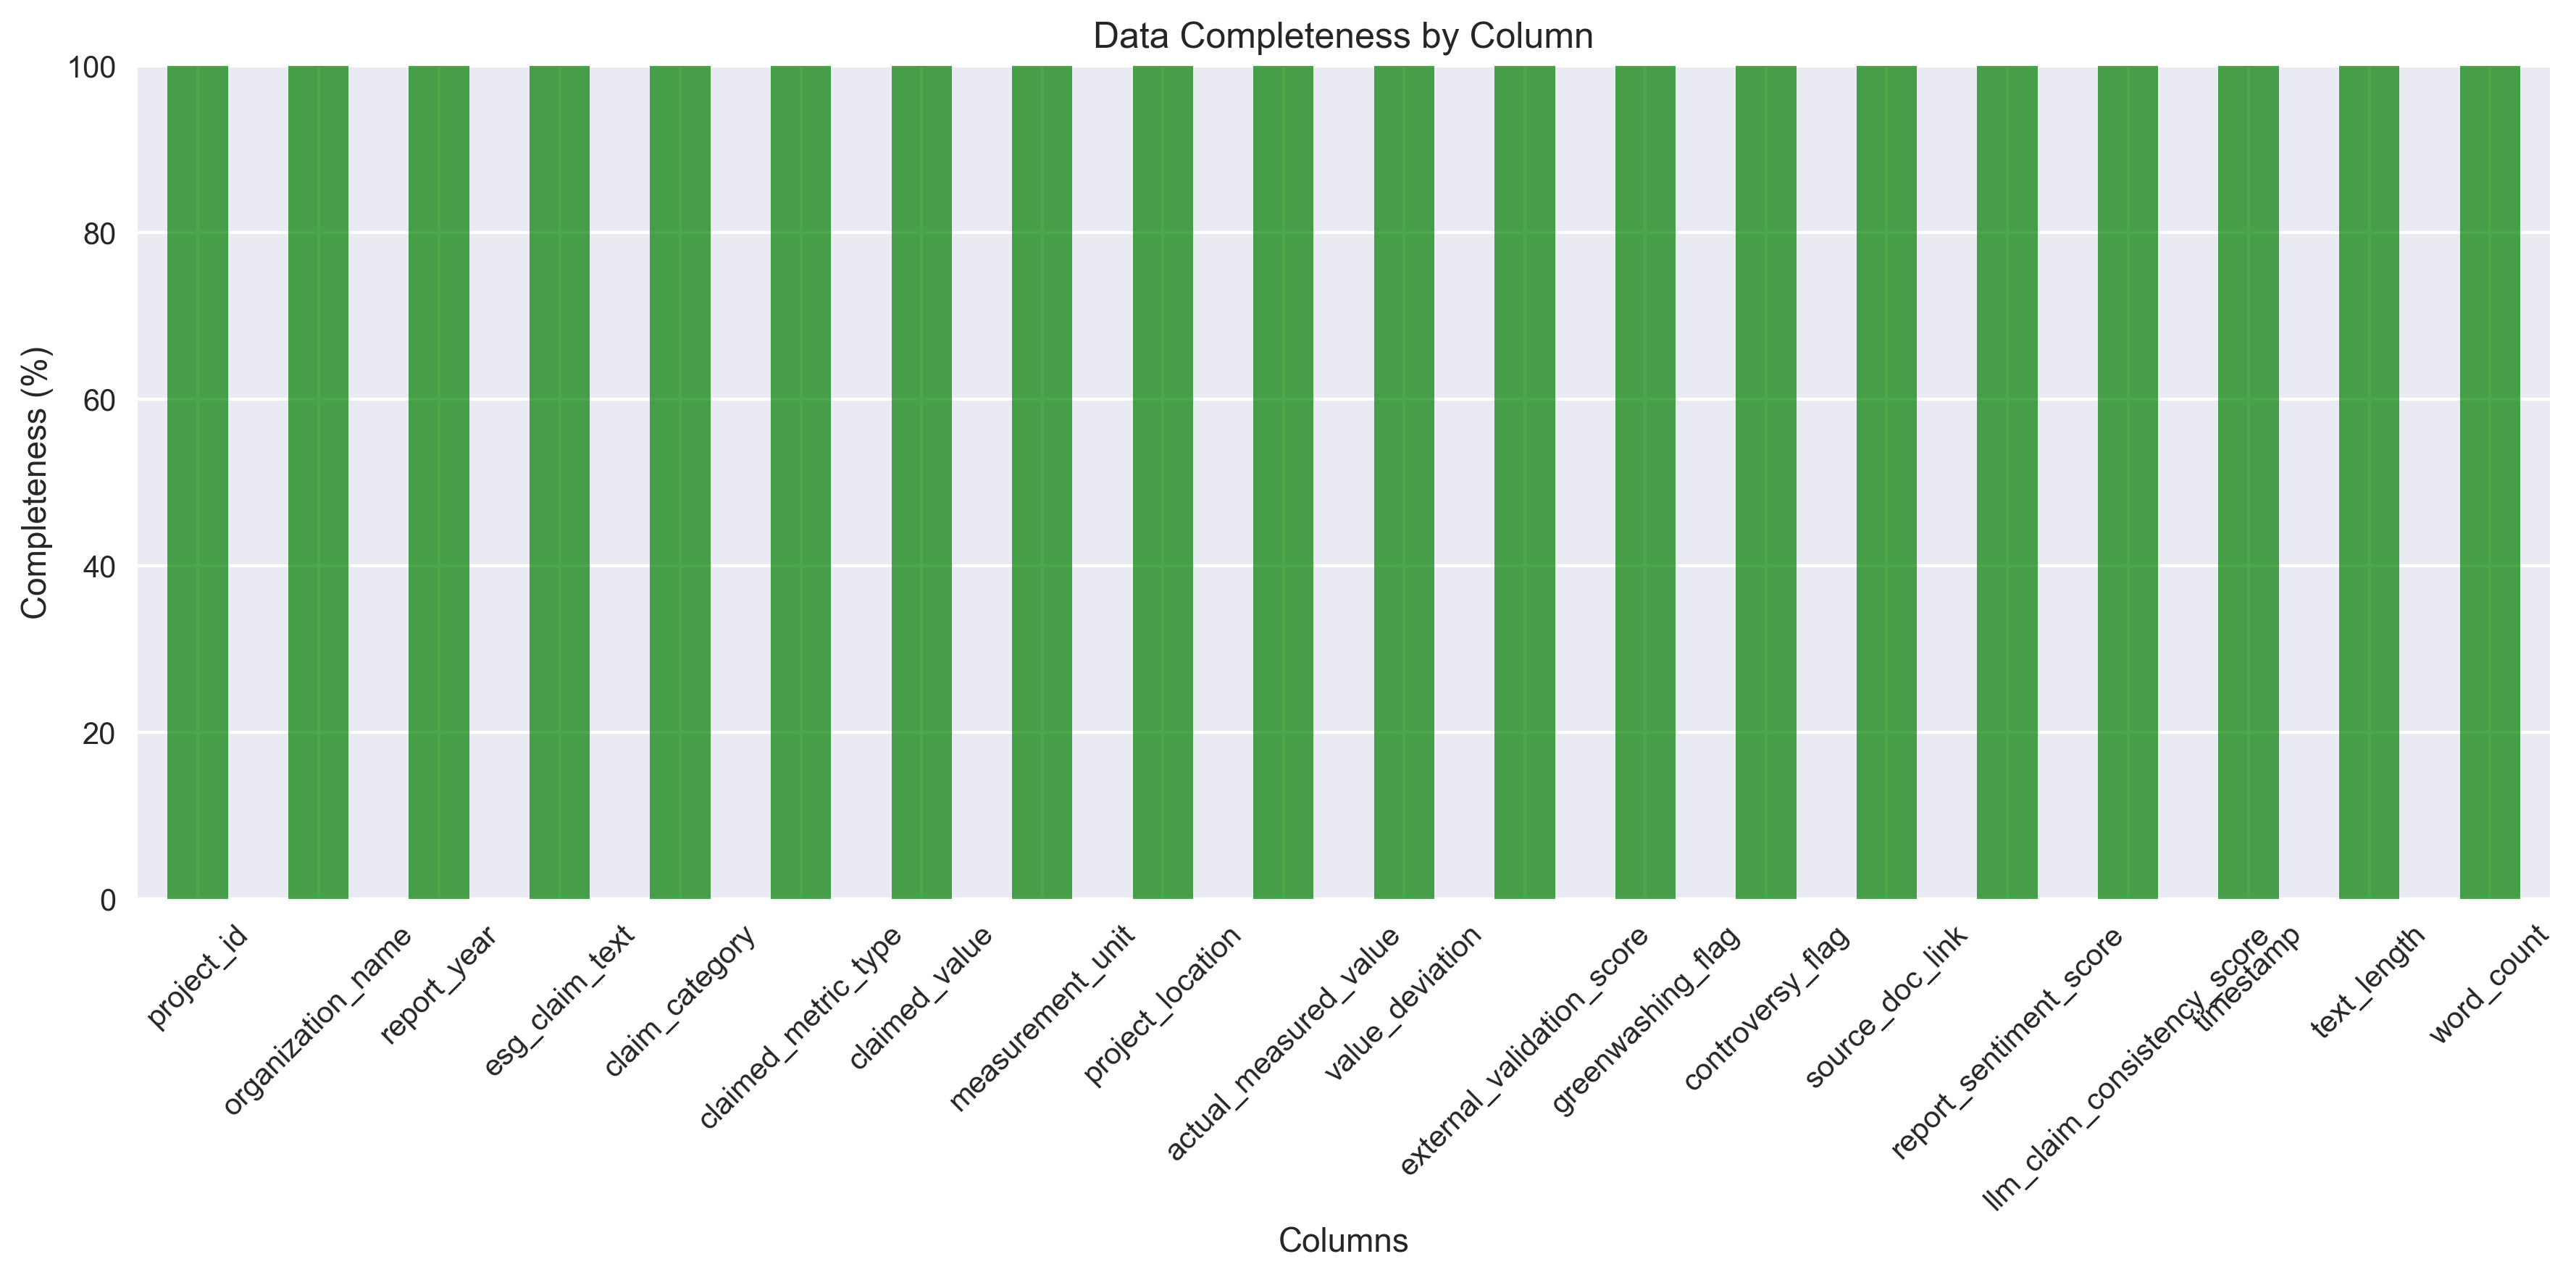 Data Completeness by Column
Completeness (%)
100
80
60
40
20
0
project_id
organization_name
report_year
esg_claim_text
claim_category
claimed_metric_type
claimed_value
measurement_unit
project_location
actual_measured_value
value_deviation
external_validation_score
greenwashing_flag
controversy_flag
source_doc_link
report_sentiment_score
llm_claim_consistency_score
timestamp
text_length
word_count
Columns